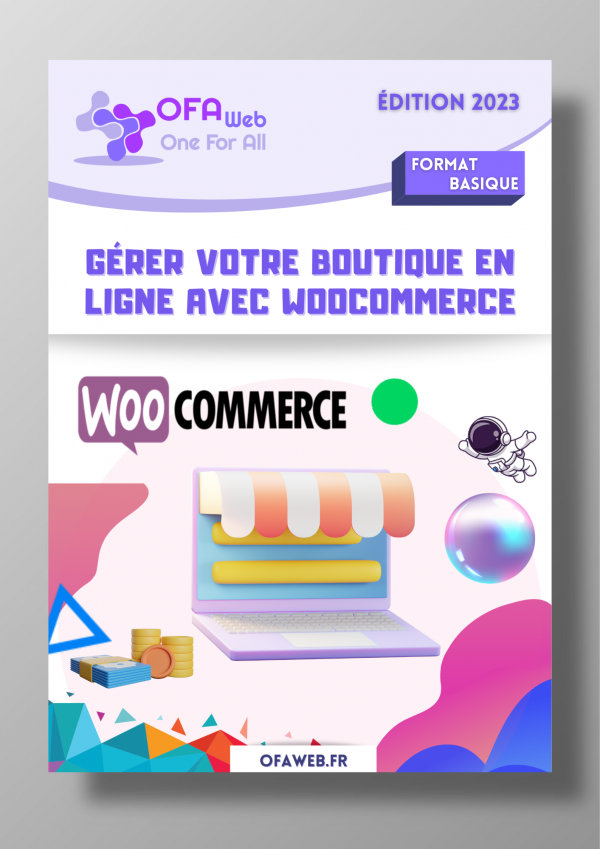 OFA Web
One For All
ÉDITION 2023
FORMAT
BASIQUE
GÉRER VOTRE BOUTIQUE EN
LIGNE AVEC WOOCOMMERCE
WOO COMMERCE
OFAWEB.FR